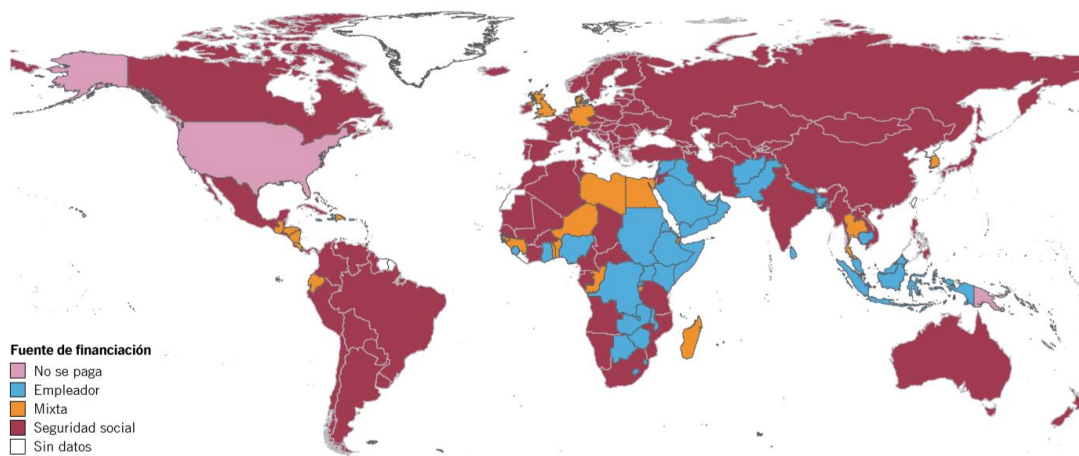 Fuente de financiación
No se paga
Empleador
Mixta
Seguridad social
Sin datos